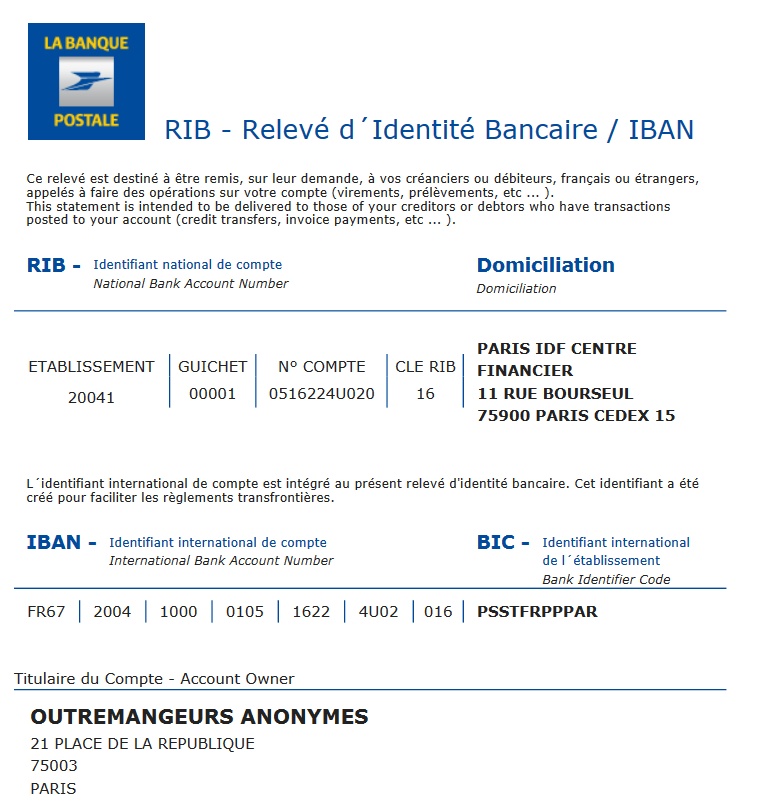 LA BANQUE
POSTALE
RIB - Relevé d´Identité Bancaire / IBAN
Ce relevé est destiné à être remis, sur leur demande, à vos créanciers ou débiteurs, français ou étrangers,
appelés à faire des opérations sur votre compte (virements, prélèvements, etc ... ).
This statement is intended to be delivered to those of your creditors or debtors who have transactions
posted to your account (credit transfers, invoice payments, etc ... ).
RIB - Identifiant national de compte
National Bank Account Number
Domiciliation
Domiciliation
ETABLISSEMENT GUICHET N° COMPTE CLE RIB
20041 00001 0516224U020 16
PARIS IDF CENTRE
FINANCIER
11 RUE BOURSEUL
75900 PARIS CEDEX 15
L´identifiant international de compte est intégré au présent relevé d'identité bancaire. Cet identifiant a été
créé pour faciliter les règlements transfrontières.
IBAN - Identifiant international de compte
International Bank Account Number
BIC - Identifiant international
de l´établissement
Bank Identifier Code
FR67 2004 1000 0105 1622 4U02 016 PSSTFRPPPAR
Titulaire du Compte - Account Owner
OUTREMANGEURS ANONYMES
21 PLACE DE LA REPUBLIQUE
75003
PARIS